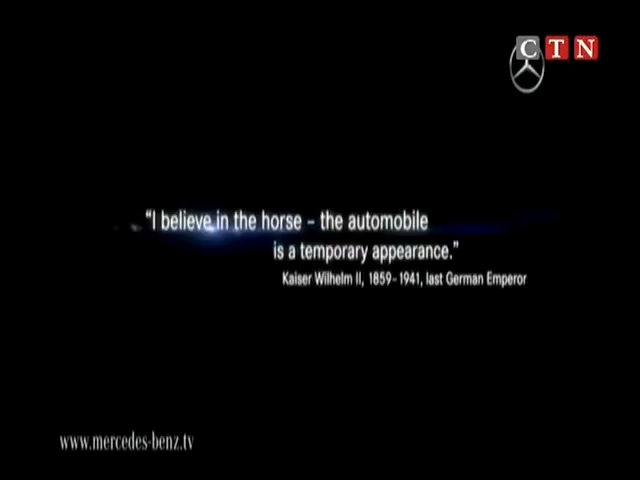 CTN
"I believe in the horse – the automobile
is a temporary appearance."
Kaiser Wilhelm II, 1859–1941, last German Emperor
www.mercedes-benz.tv